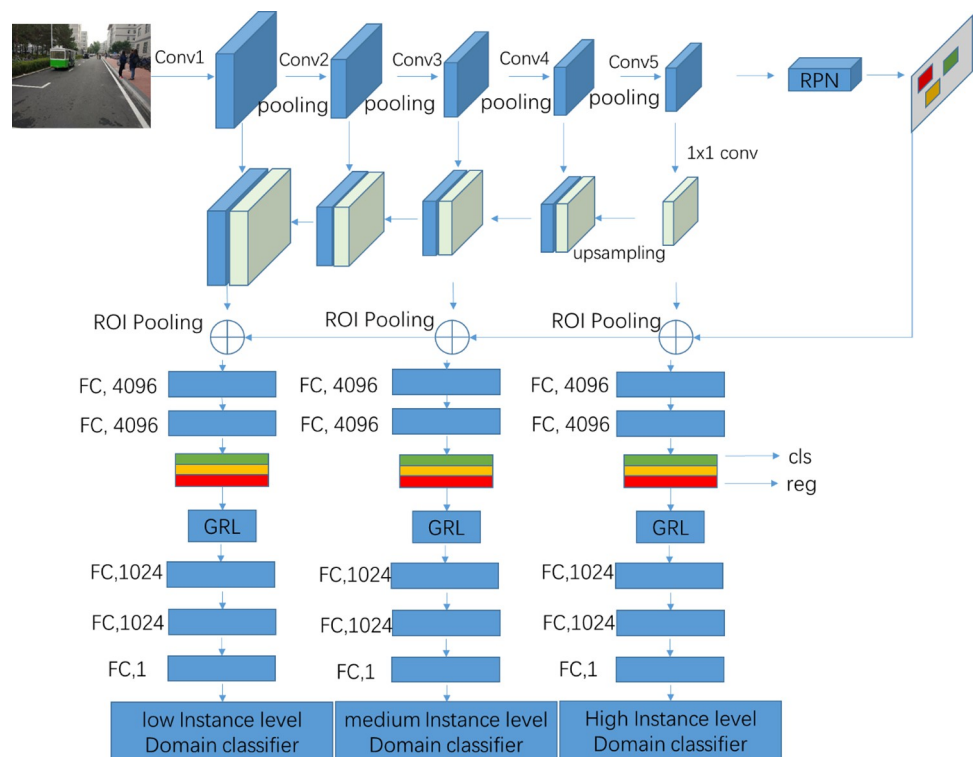 Conv1
Conv2
pooling
Conv3
pooling
Conv4
pooling
Conv5
pooling
RPN
1x1 conv
upsampling
ROI Pooling
ROI Pooling
ROI Pooling
FC, 4096
FC, 4096
FC, 4096
FC, 4096
FC, 4096
FC, 4096
cls
reg
GRL
GRL
GRL
FC,1024
FC,1024
FC,1024
FC,1024
FC,1024
FC,1024
FC,1
FC,1
FC,1
low Instance level
Domain classifier
medium Instance level
Domain classifier
High Instance level
Domain classifier